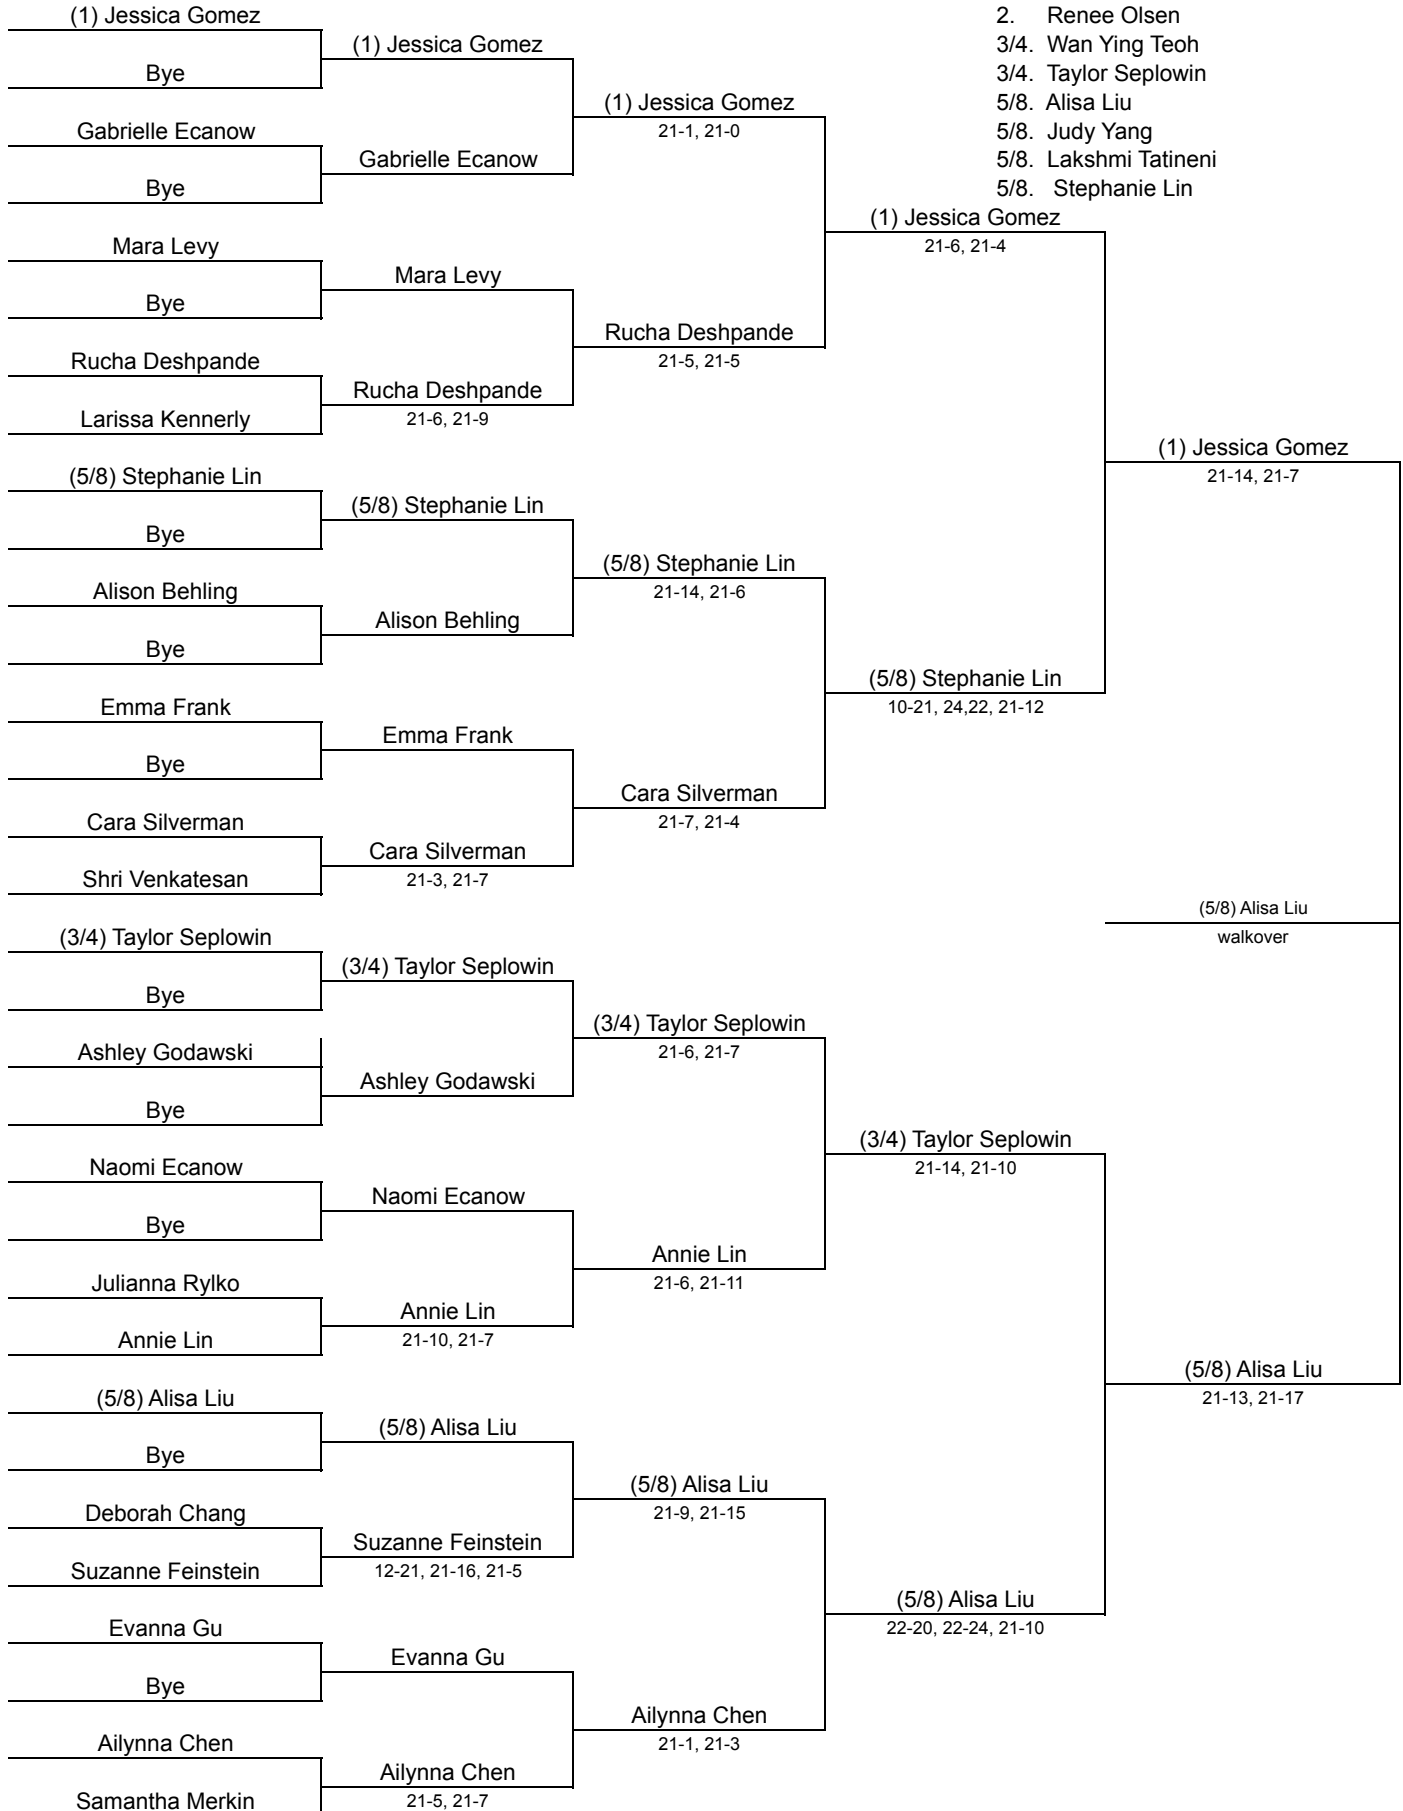 (1) Jessica Gomez
Bye
Gabrielle Ecanow
Bye
Mara Levy
Bye
Rucha Deshpande
Larissa Kennerly
(5/8) Stephanie Lin
Bye
Alison Behling
Bye
Emma Frank
Bye
Cara Silverman
Shri Venkatesan
(3/4) Taylor Seplowin
Bye
Ashley Godawski
Bye
Naomi Ecanow
Bye
Julianna Rylko
Annie Lin
(5/8) Alisa Liu
Bye
Deborah Chang
Suzanne Feinstein
Evanna Gu
Bye
Ailynna Chen
Samantha Merkin
(1) Jessica Gomez
Gabrielle Ecanow
Mara Levy
Rucha Deshpande
21-6, 21-9
(5/8) Stephanie Lin
Alison Behling
Emma Frank
Cara Silverman
21-3, 21-7
(3/4) Taylor Seplowin
Ashley Godawski
Naomi Ecanow
Annie Lin
21-10, 21-7
(5/8) Alisa Liu
Suzanne Feinstein
12-21, 21-16, 21-5
Evanna Gu
Ailynna Chen
21-5, 21-7
(1) Jessica Gomez
21-1, 21-0
Rucha Deshpande
21-5, 21-5
(5/8) Stephanie Lin
21-14, 21-6
Cara Silverman
21-7, 21-4
(3/4) Taylor Seplowin
21-6, 21-7
Annie Lin
21-6, 21-11
(5/8) Alisa Liu
21-9, 21-15
Ailynna Chen
21-1, 21-3
2. Renee Olsen
3/4. Wan Ying Teoh
3/4. Taylor Seplowin
5/8. Alisa Liu
5/8. Judy Yang
5/8. Lakshmi Tatineni
5/8. Stephanie Lin
(1) Jessica Gomez
21-6, 21-4
(5/8) Stephanie Lin
10-21, 24,22, 21-12
(3/4) Taylor Seplowin
21-14, 21-10
(5/8) Alisa Liu
22-20, 22-24, 21-10
(1) Jessica Gomez
21-14, 21-7
(5/8) Alisa Liu
walkover
(5/8) Alisa Liu
21-13, 21-17